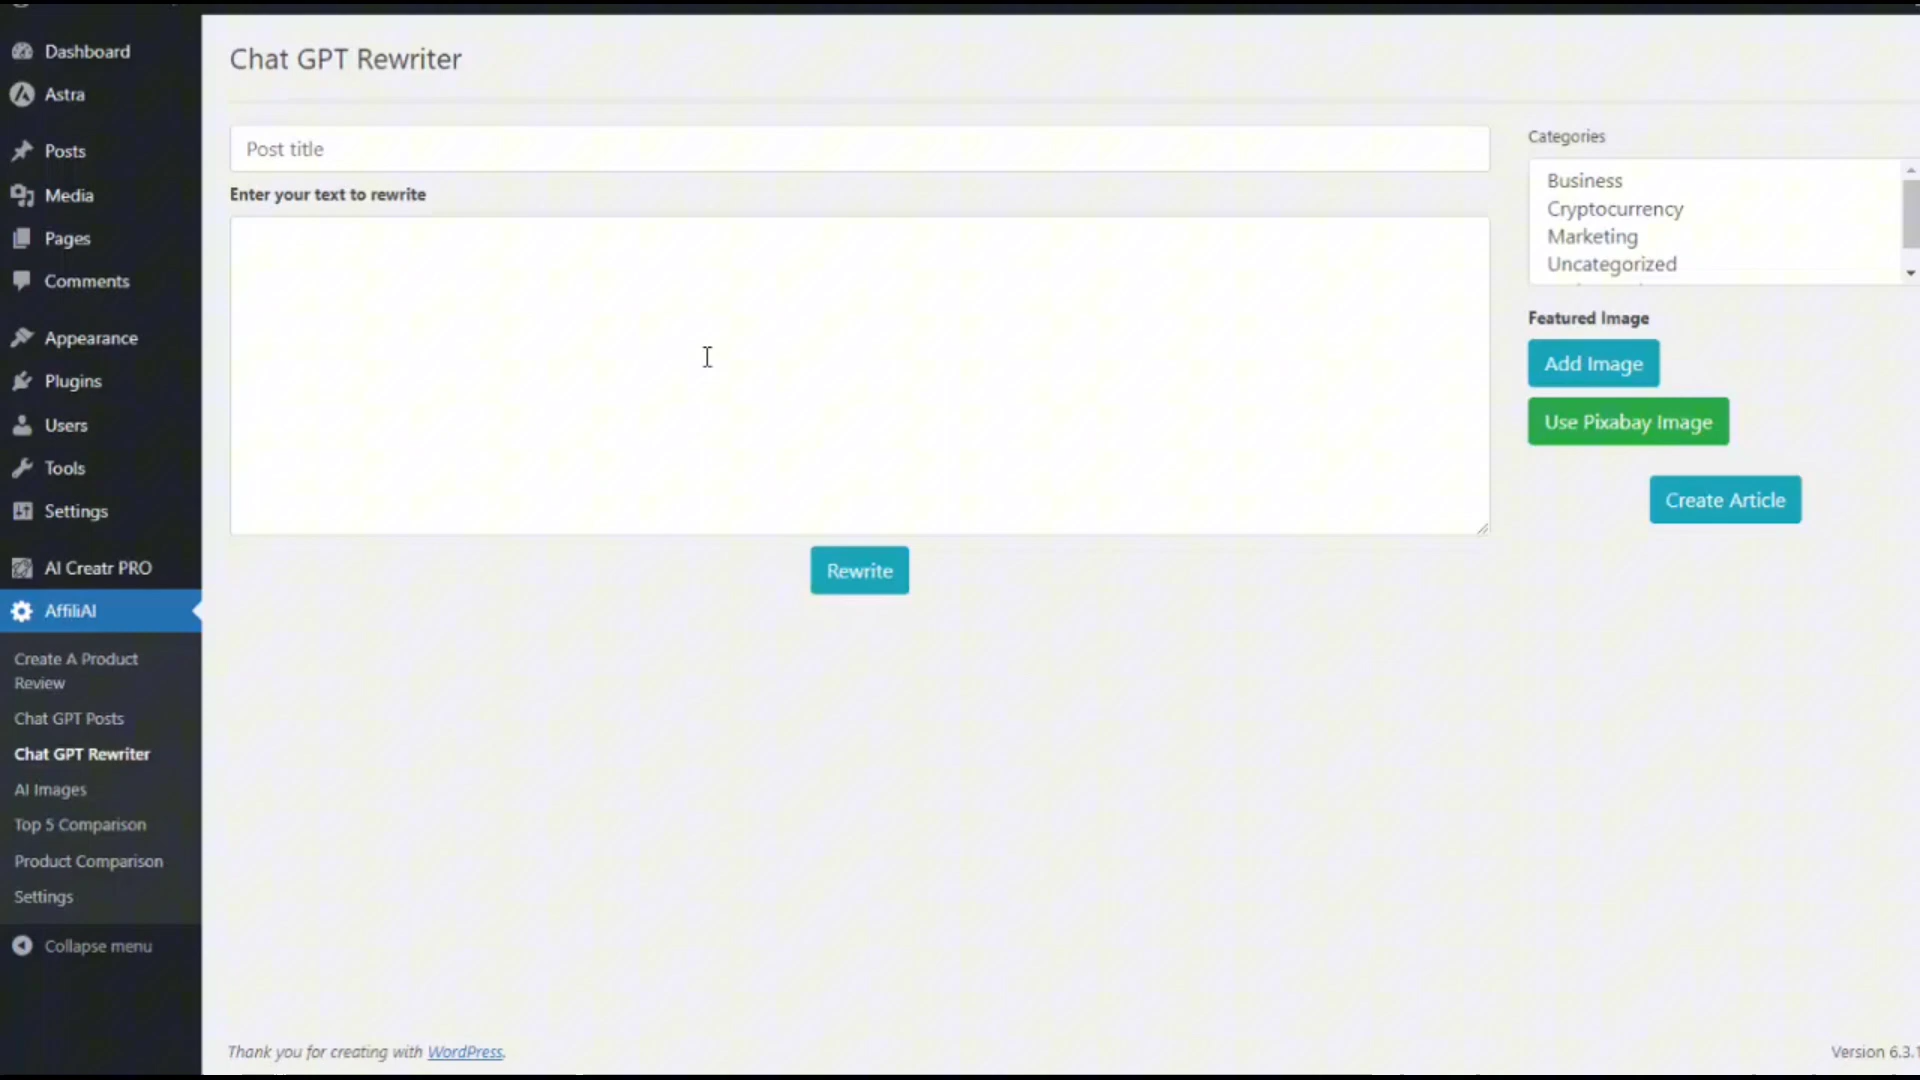 Dashboard
Astra
Posts
Media
Pages
Comments
Appearance
Plugins
Users
Tools
Settings
AI Creatr PRO
AffiliAI
Create A Product
Review
Chat GPT Posts
Chat GPT Rewriter
AI Images
Top 5 Comparison
Product Comparison
Settings
Collapse menu
Chat GPT Rewriter
Post title
Enter your text to rewrite
Rewrite
Categories
Business
Cryptocurrency
Marketing
Uncategorized
Featured Image
Add Image
Use Pixabay Image
Create Article
Thank you for creating with WordPress.
Version 6.3.1